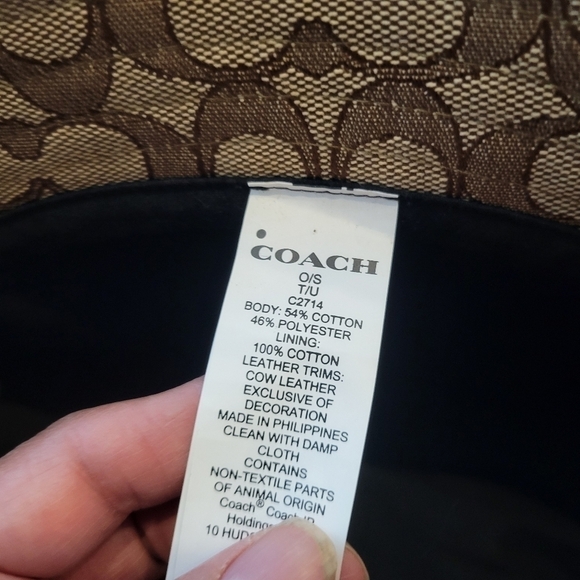 COACH
O/S
T/U
C2714
BODY: 54% COTTON
46% POLYESTER
LINING:
100% COTTON
LEATHER TRIMS:
COW LEATHER
EXCLUSIVE OF
DECORATION
MADE IN PHILIPPINES
CLEAN WITH DAMP
CLOTH
CONTAINS
NON-TEXTILE PARTS
OF ANIMAL ORIGIN
Coach® Coach IP
Holdings
10